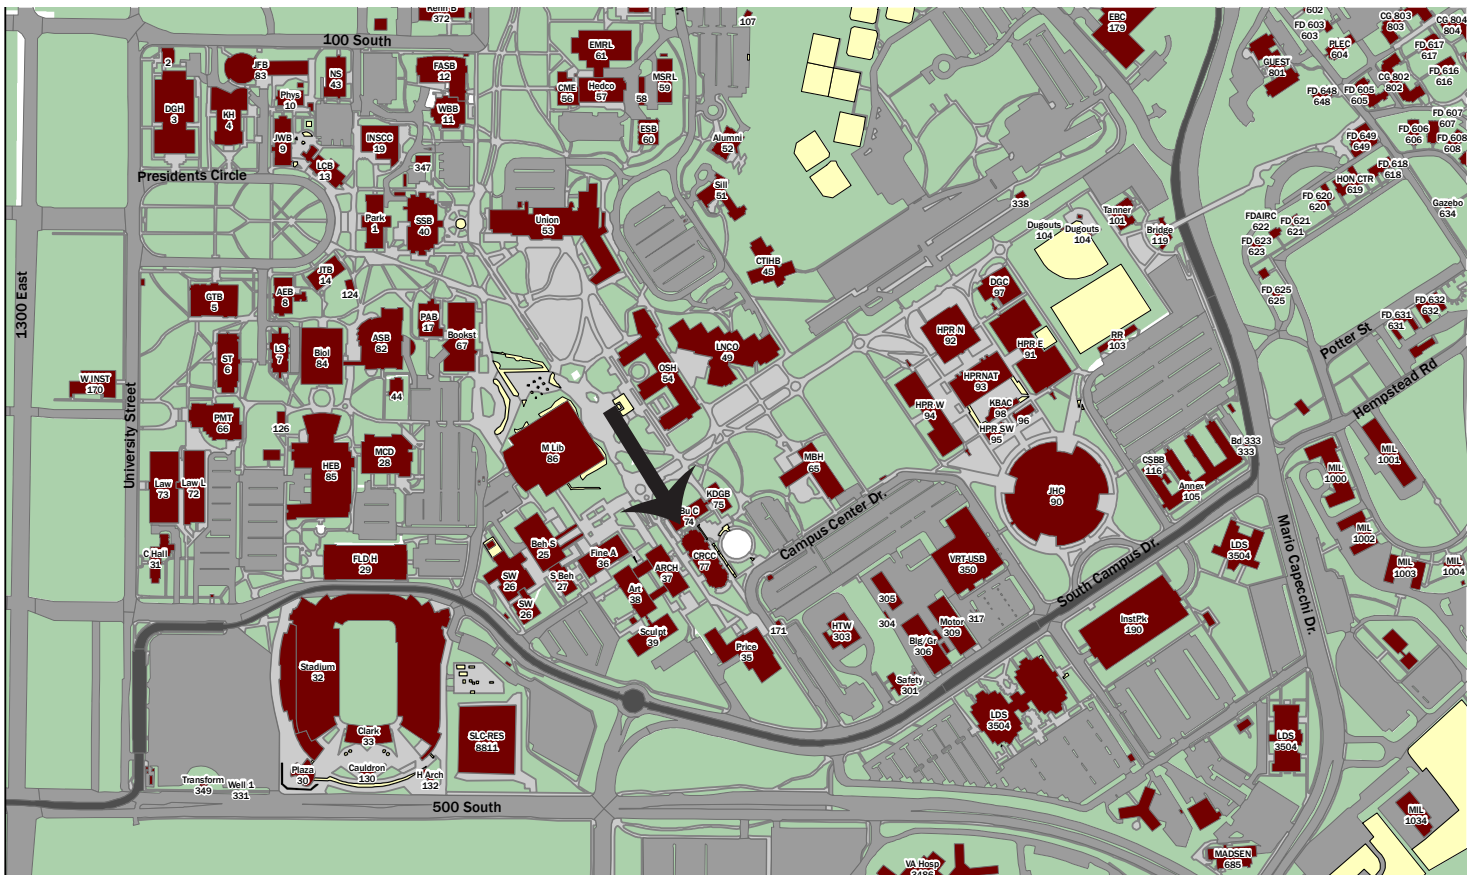 Kenn B
372
107
EBC
179
602
FD 603
603
CG 803
803
CG 804
804
100 South
EMRL
61
PLEC
604
FD 617
617
2
JFB
83
NS
43
FASB
12
MSRL
59
GUEST
801
CG 802
802
FD 616
616
CME
56
Hedco
57
58
FD 648
648
FD 605
605
DGH
3
KH
4
Phys
10
WBB
11
FD 607
607
JWB
9
INSCC
19
ESB
60
Alumni
52
FD 649
649
FD 606
606
FD 608
608
LCB
13
347
Presidents Circle
FD 618
618
HON CTR
619
Sill
51
338
FD 620
620
Gazebo
634
Park
1
SSB
40
Union
53
Tanner
101
Dugouts
104
Dugouts
104
Bridge
119
FDAIRC
622
FD 621
621
FD 623
623
CTIHB
45
JTB
14
124
AEB
8
GTB
5
DGC
97
FD 625
625
1300 East
PAB
17
Bookst
67
HPR N
92
FD 632
632
FD 631
631
ASB
82
LS
7
Biol
84
ST
6
LNCO
49
HPR E
91
RR
103
Potter St
W INST
170
OSH
54
HPRNAT
93
Hempstead Rd
44
University Street
PMT
66
126
HPR W
94
KBAC
98
96
HPR SW
95
M Lib
86
MCD
28
HEB
85
MBH
65
CSBB
116
Bd 333
333
MIL
1001
MIL
1000
Law
73
Law L
72
JHC
90
Annex
105
KDGB
75
Bu C
74
Campus Center Dr.
MIL
1002
C Hall
31
FLD H
29
Beh S
25
Fine A
36
CRCC
77
VRT-USB
350
LDS
3504
Mario Capecchi Dr.
South Campus Dr.
MIL
1003
MIL
1004
SW
26
S Beh
27
ARCH
37
Art
38
SW
26
305
304
Sculpt
39
171
HTW
303
Motor
309
317
InstPk
190
Blg/Gr
306
Price
35
Stadium
32
Safety
301
LDS
3504
Clark
33
SLC-RES
8811
LDS
3504
Plaza
30
Cauldron
130
H Arch
132
Transform
349
Well 1
331
500 South
MIL
1034
MADSEN
685
VA Hosp
3486